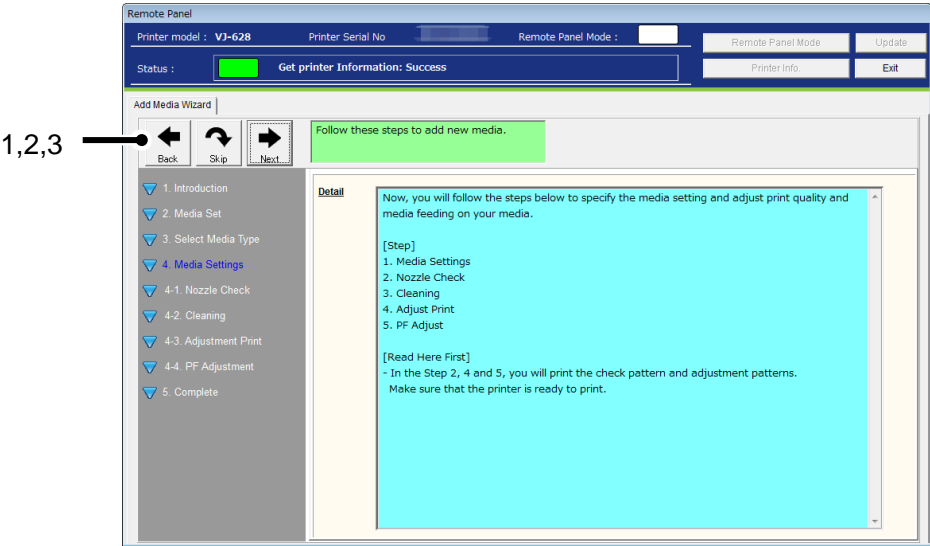 Remote Panel
Printer model : VJ-628 Printer Serial No Remote Panel Mode : Remote Panel Mode Update
Status : Get printer Information: Success Printer Info. Exit
Add Media Wizard
1,2,3
Back Skip Next
Follow these steps to add new media.
1. Introduction
2. Media Set
3. Select Media Type
4. Media Settings
4-1. Nozzle Check
4-2. Cleaning
4-3. Adjustment Print
4-4. PF Adjustment
5. Complete
Detail
Now, you will follow the steps below to specify the media setting and adjust print quality and
media feeding on your media.
[Step]
1. Media Settings
2. Nozzle Check
3. Cleaning
4. Adjust Print
5. PF Adjust
[Read Here First]
- In the Step 2, 4 and 5, you will print the check pattern and adjustment patterns.
Make sure that the printer is ready to print.